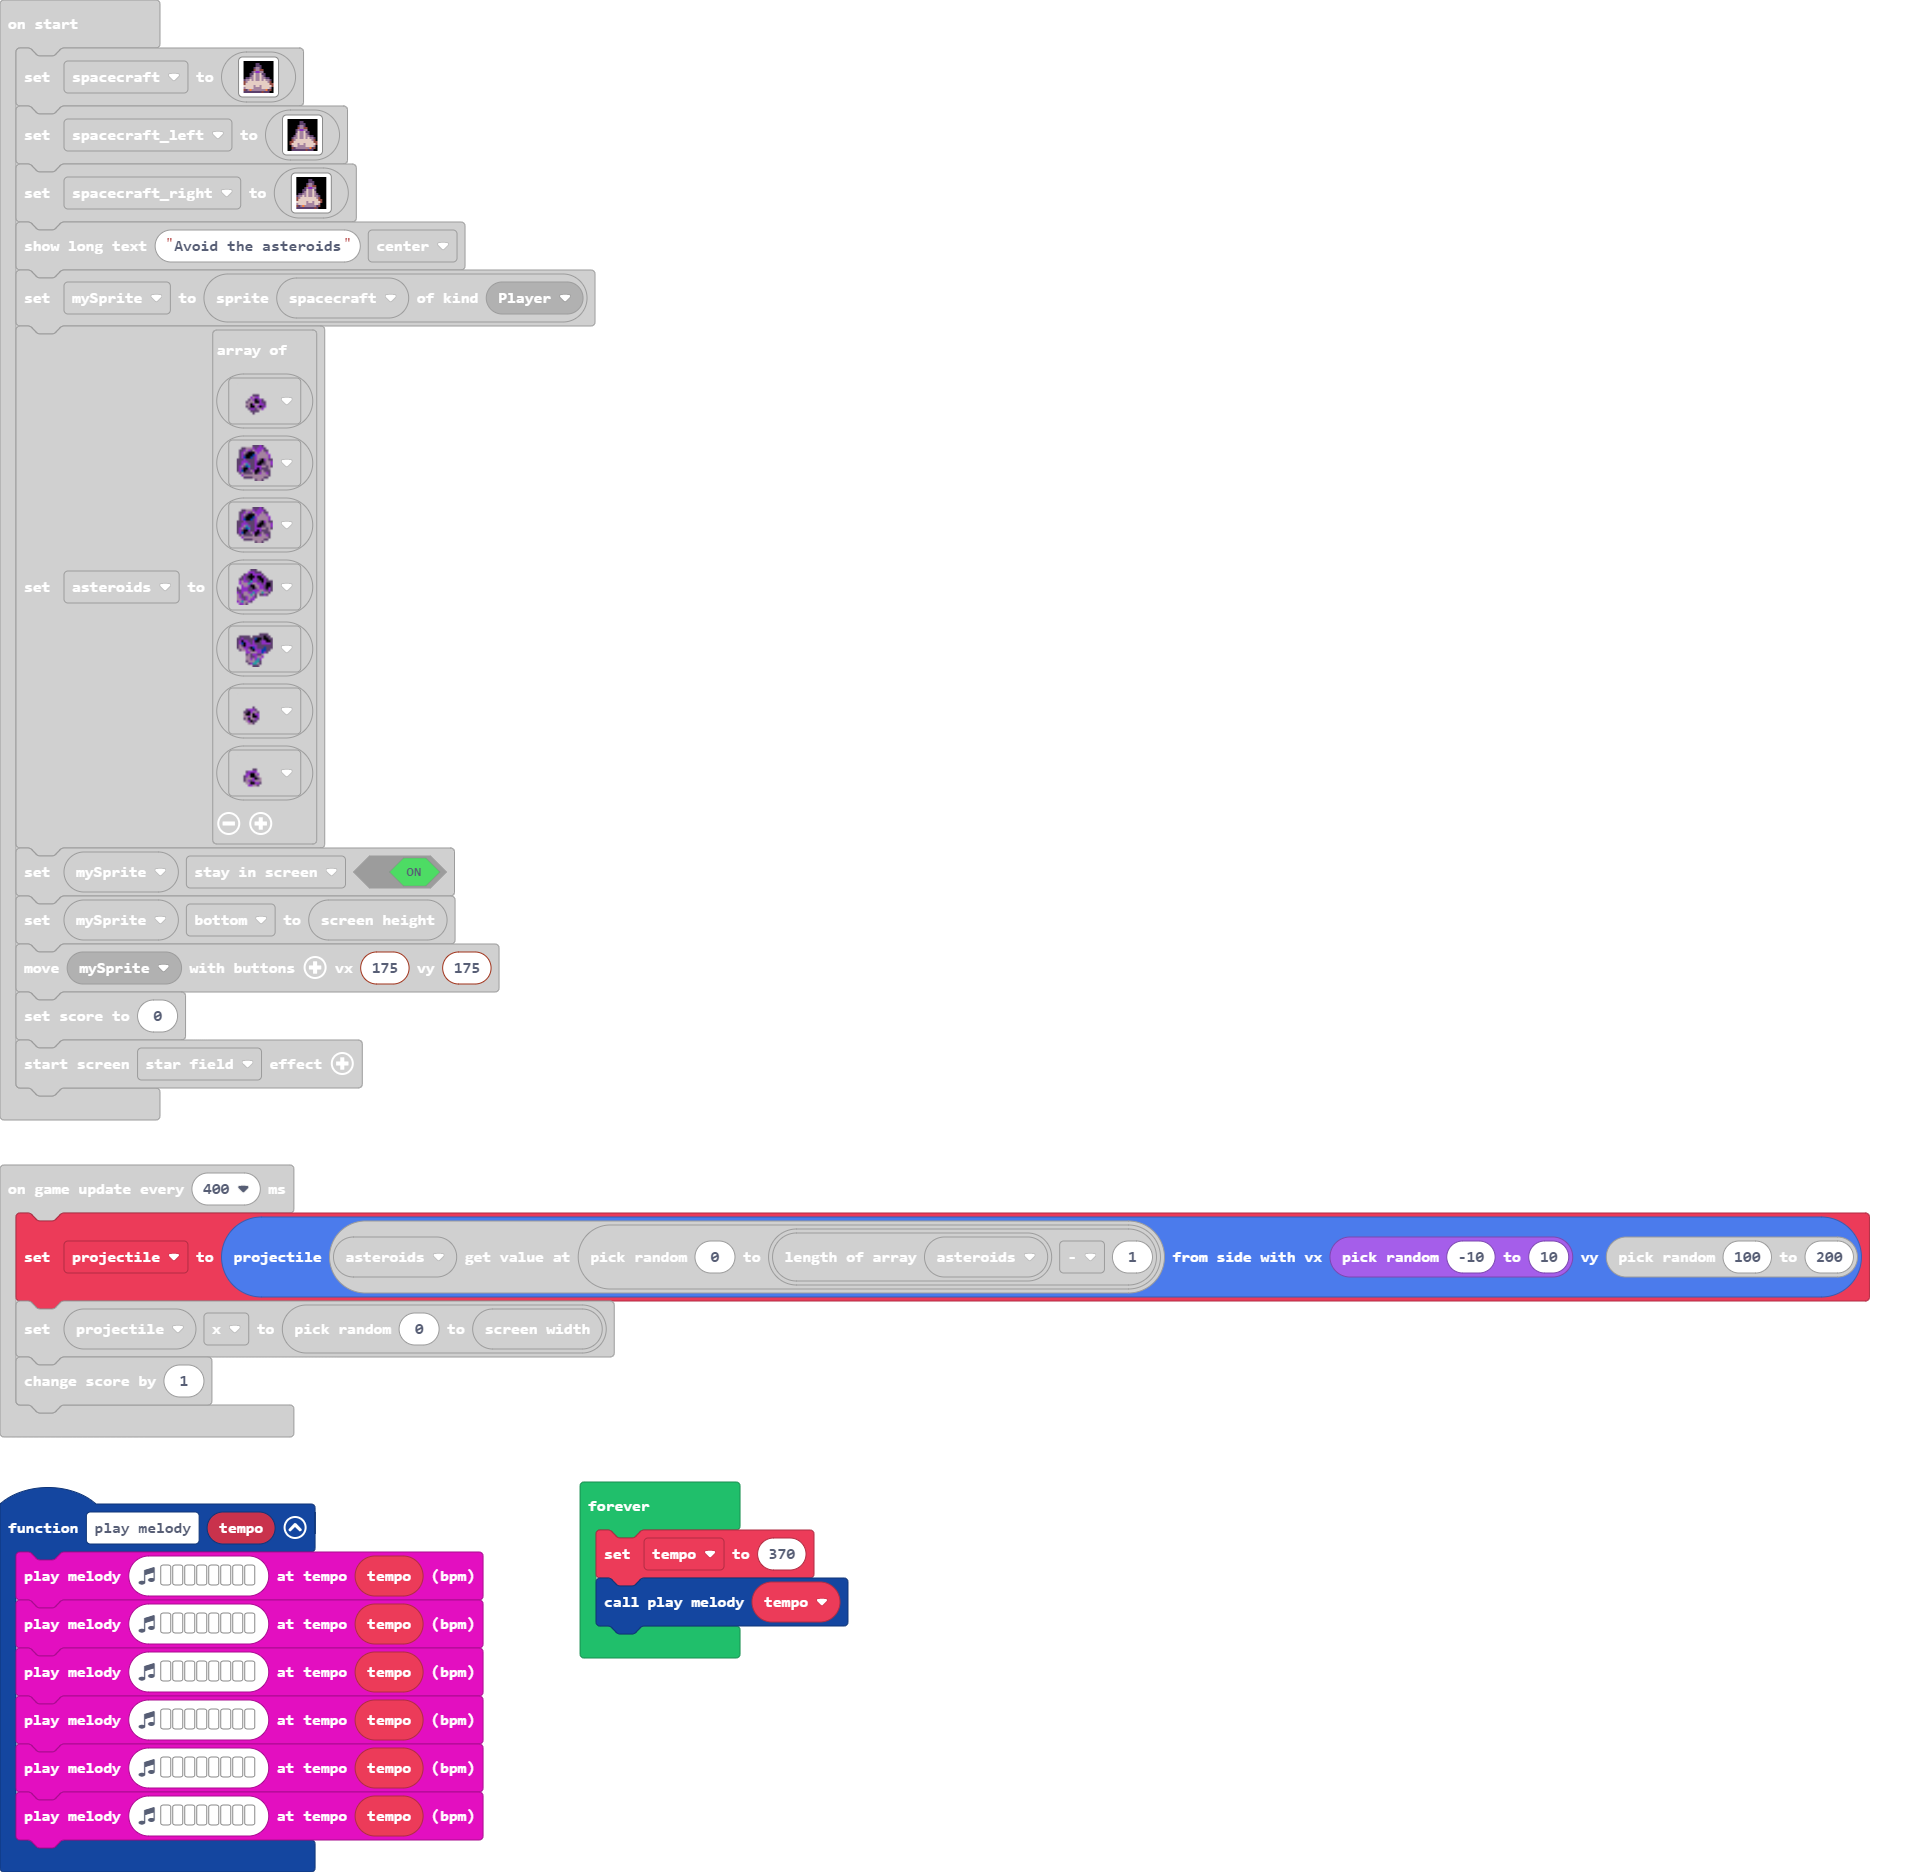 on start
set spacecraft to
set spacecraft_left to
set spacecraft_right to
show long text "Avoid the asteroids" center
set mySprite to sprite spacecraft of kind Player
array of
set asteroids to
set mySprite stay in screen ON
set mySprite bottom to screen height
move mySprite with buttons vx 175 vy 175
set score to 0
start screen star field effect
on game update every 400 ms
set projectile to projectile asteroids get value at pick random 0 to length of array asteroids - 1 from side with vx pick random -10 to 10 vy pick random 100 to 200
set projectile x to pick random 0 to screen width
change score by 1
function play melody tempo
play melody at tempo tempo (bpm)
play melody at tempo tempo (bpm)
play melody at tempo tempo (bpm)
play melody at tempo tempo (bpm)
play melody at tempo tempo (bpm)
play melody at tempo tempo (bpm)
forever
set tempo to 370
call play melody tempo